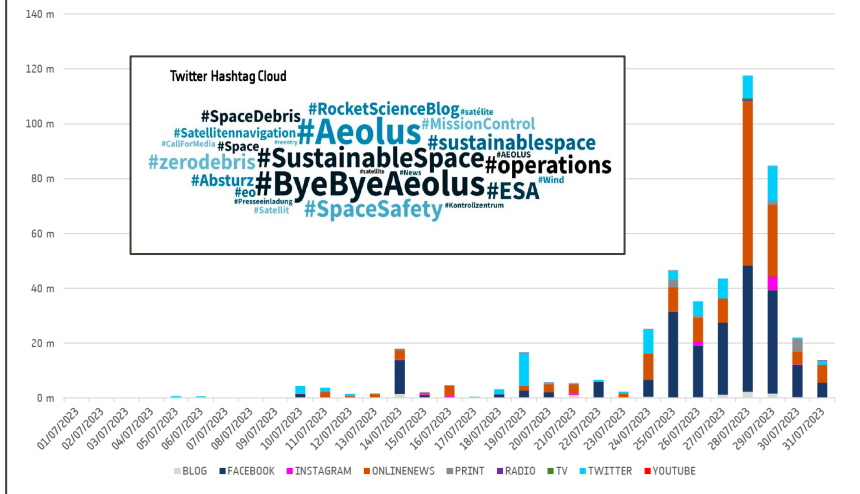 140 m
120 m
100 m
80 m
60 m
40 m
20 m
0 m
Twitter Hashtag Cloud
#RocketScienceBlog #satélite
#SpaceDebris #Aeolus #MissionControl
#Satellitennavigation #sustainablespace
#CallForMedia #Space #reentry #AEOLUS
#zerodebris #SustainableSpace #operations
#satellite #News
#Absturz #ByeByeAeolus #ESA #Wind
#eo
#Presseeinladung #Kontrollzentrum
#Satellit #SpaceSafety
01/07/2023 02/07/2023 03/07/2023 04/07/2023 05/07/2023 06/07/2023 07/07/2023 08/07/2023 09/07/2023 10/07/2023 11/07/2023 12/07/2023 13/07/2023 14/07/2023 15/07/2023 16/07/2023 17/07/2023 18/07/2023 19/07/2023 20/07/2023 21/07/2023 22/07/2023 23/07/2023 24/07/2023 25/07/2023 26/07/2023 27/07/2023 28/07/2023 29/07/2023 30/07/2023 31/07/2023
BLOG FACEBOOK INSTAGRAM ONLINENEWS PRINT RADIO TV TWITTER YOUTUBE